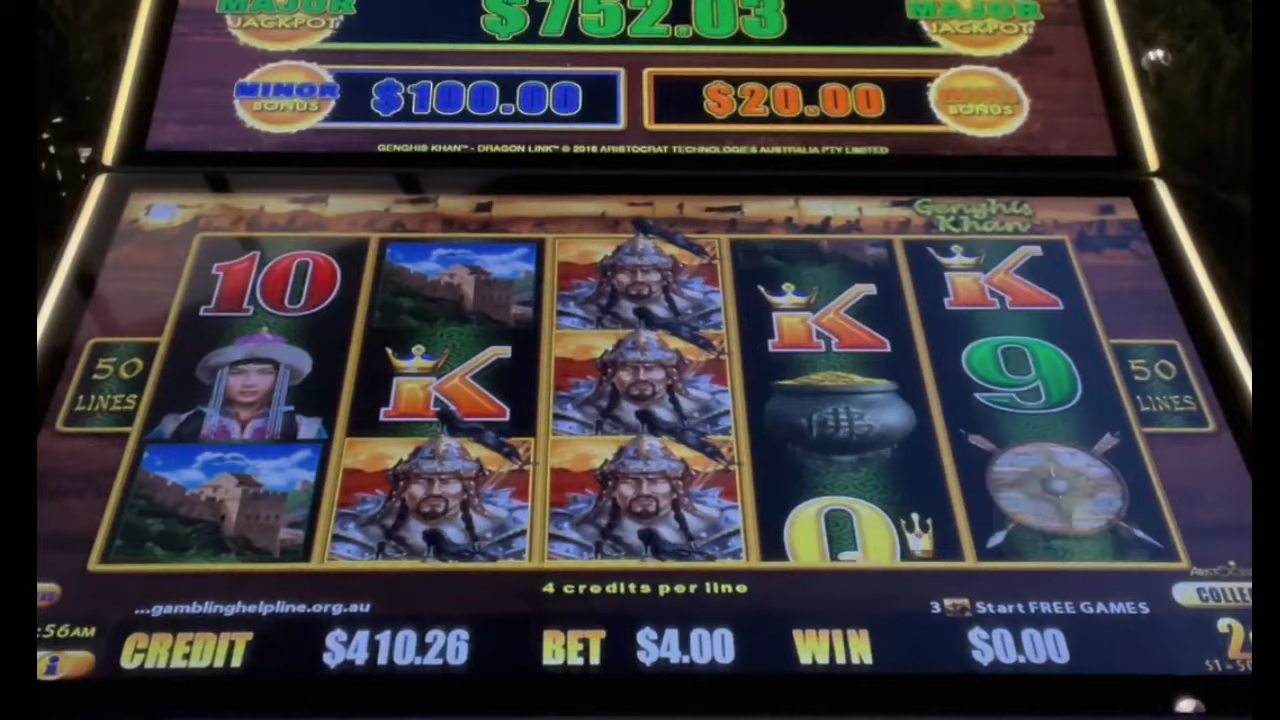 MAJOR $752.03 MAJOR
JACKPOT JACKPOT
MINOR $100.00 $20.00
BONUS BONUS
GENGHIS KHAN™ - DRAGON LINK™ © 2016 ARISTOCRAT TECHNOLOGIES AUSTRALIA PTY LIMITED
Genghis
Khan
10 K K
50 K 9 50
LINES 佛 LINES
Q
4 credits per line
...gamblinghelpline.org.au 3 Start FREE GAMES
:56AM
CREDIT $410.26 BET $4.00 WIN $0.00
i